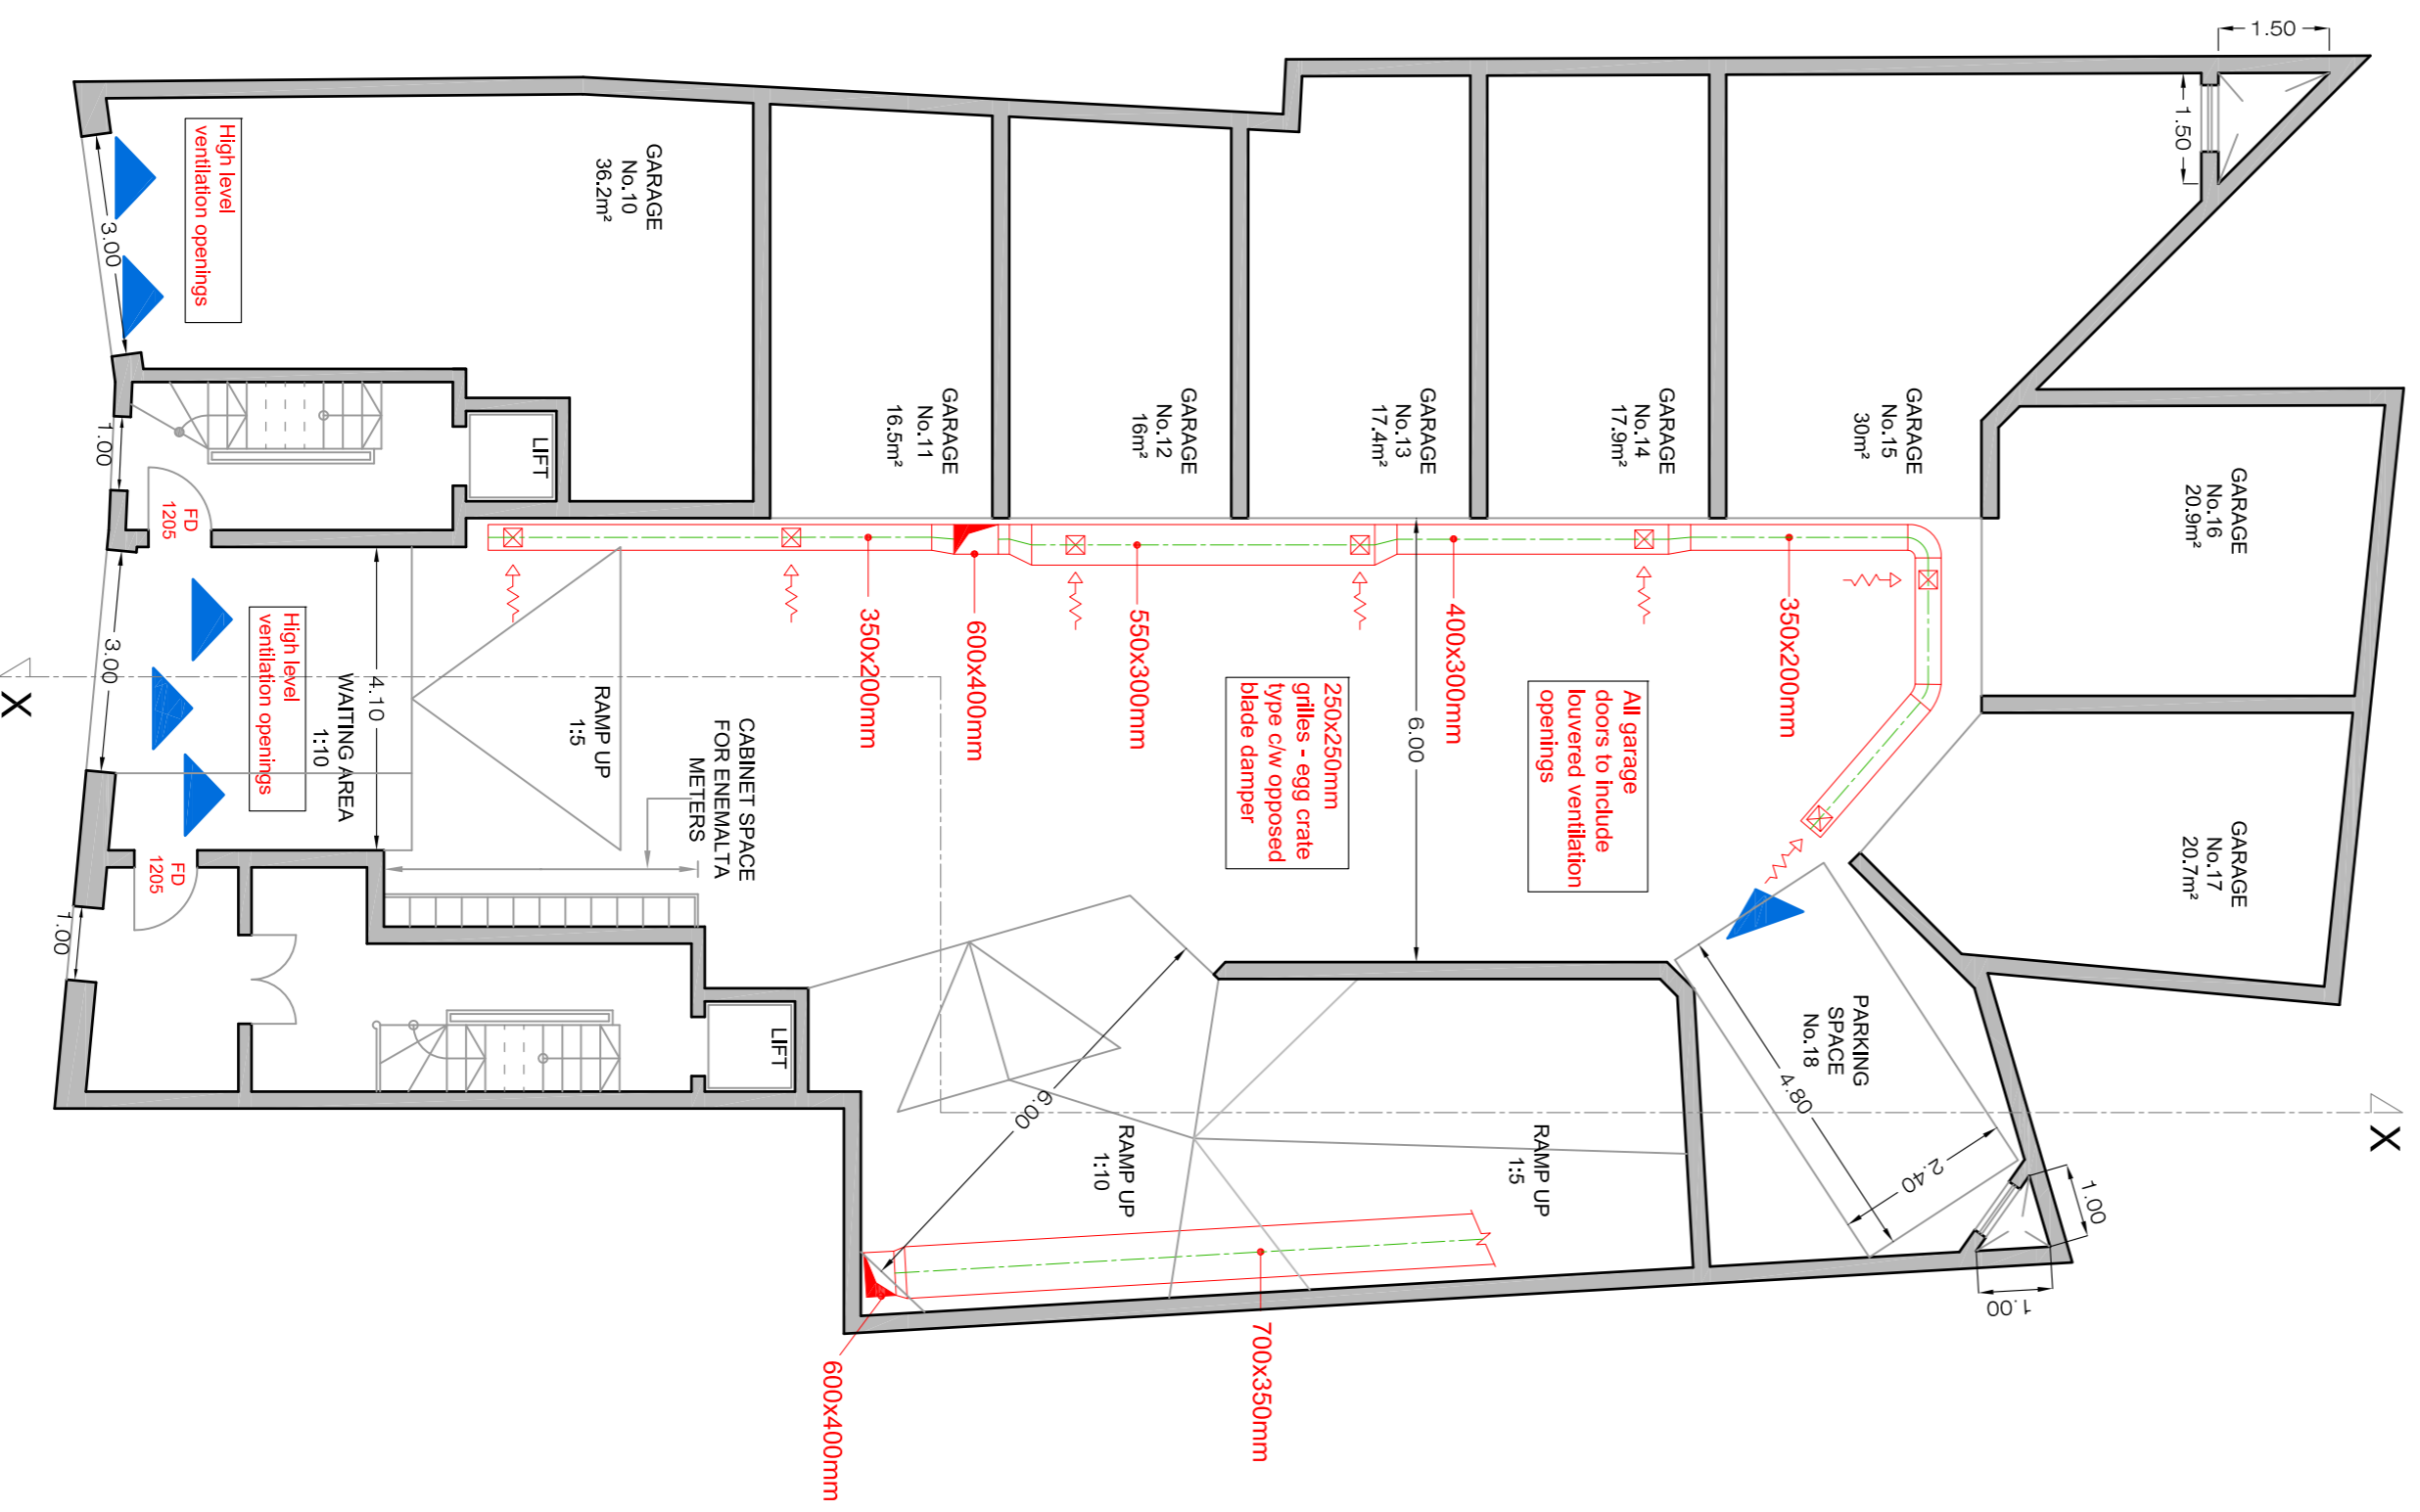 1.50
1.50
High level
ventilation openings
GARAGE
No.10
36.2m²
GARAGE
No.11
16.5m²
GARAGE
No.12
16m²
GARAGE
No.13
17.4m²
GARAGE
No.14
17.9m²
GARAGE
No.15
30m²
GARAGE
No.16
20.9m²
GARAGE
No.17
20.7m²
3.00
1.00
LIFT
FD
1205
3.00
High level
ventilation openings
4.10
WAITING AREA
1:10
X
RAMP UP
1:5
CABINET SPACE
FOR ENEMALTA
METERS
350x200mm
600x400mm
550x300mm
400x300mm
350x200mm
6.00
250x250mm
grilles - egg crate
type c/w opposed
blade damper
All garage
doors to include
louvered ventilation
openings
FD
1205
1.00
LIFT
6.00
RAMP UP
1:10
RAMP UP
1:5
PARKING
SPACE
No.18
4.80
2.40
1.00
1.00
X
700x350mm
600x400mm